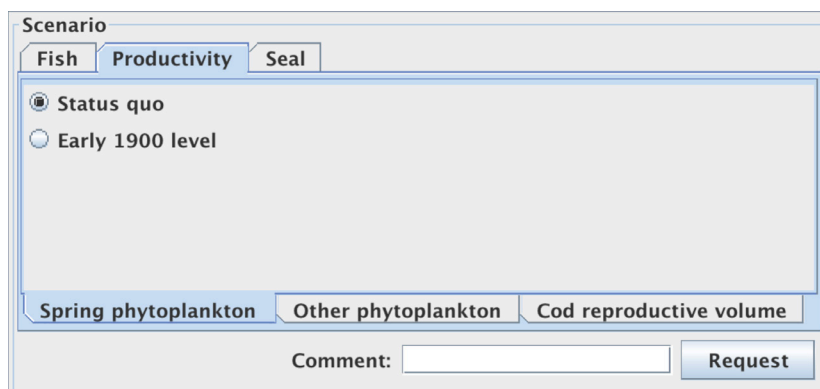 Scenario
Fish Productivity Seal
Status quo
Early 1900 level
Spring phytoplankton Other phytoplankton Cod reproductive volume
Comment: Request